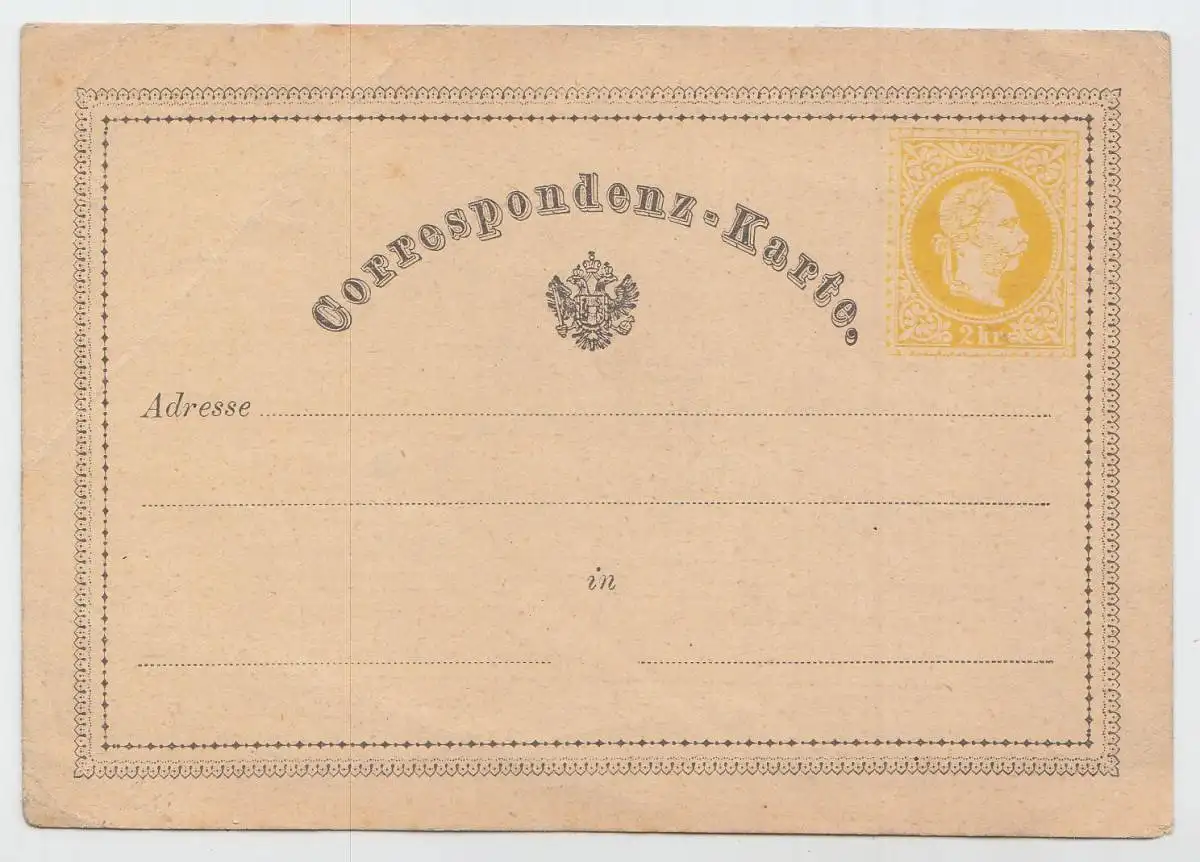 Correspondenz-Karte.
2 kr
Adresse
in